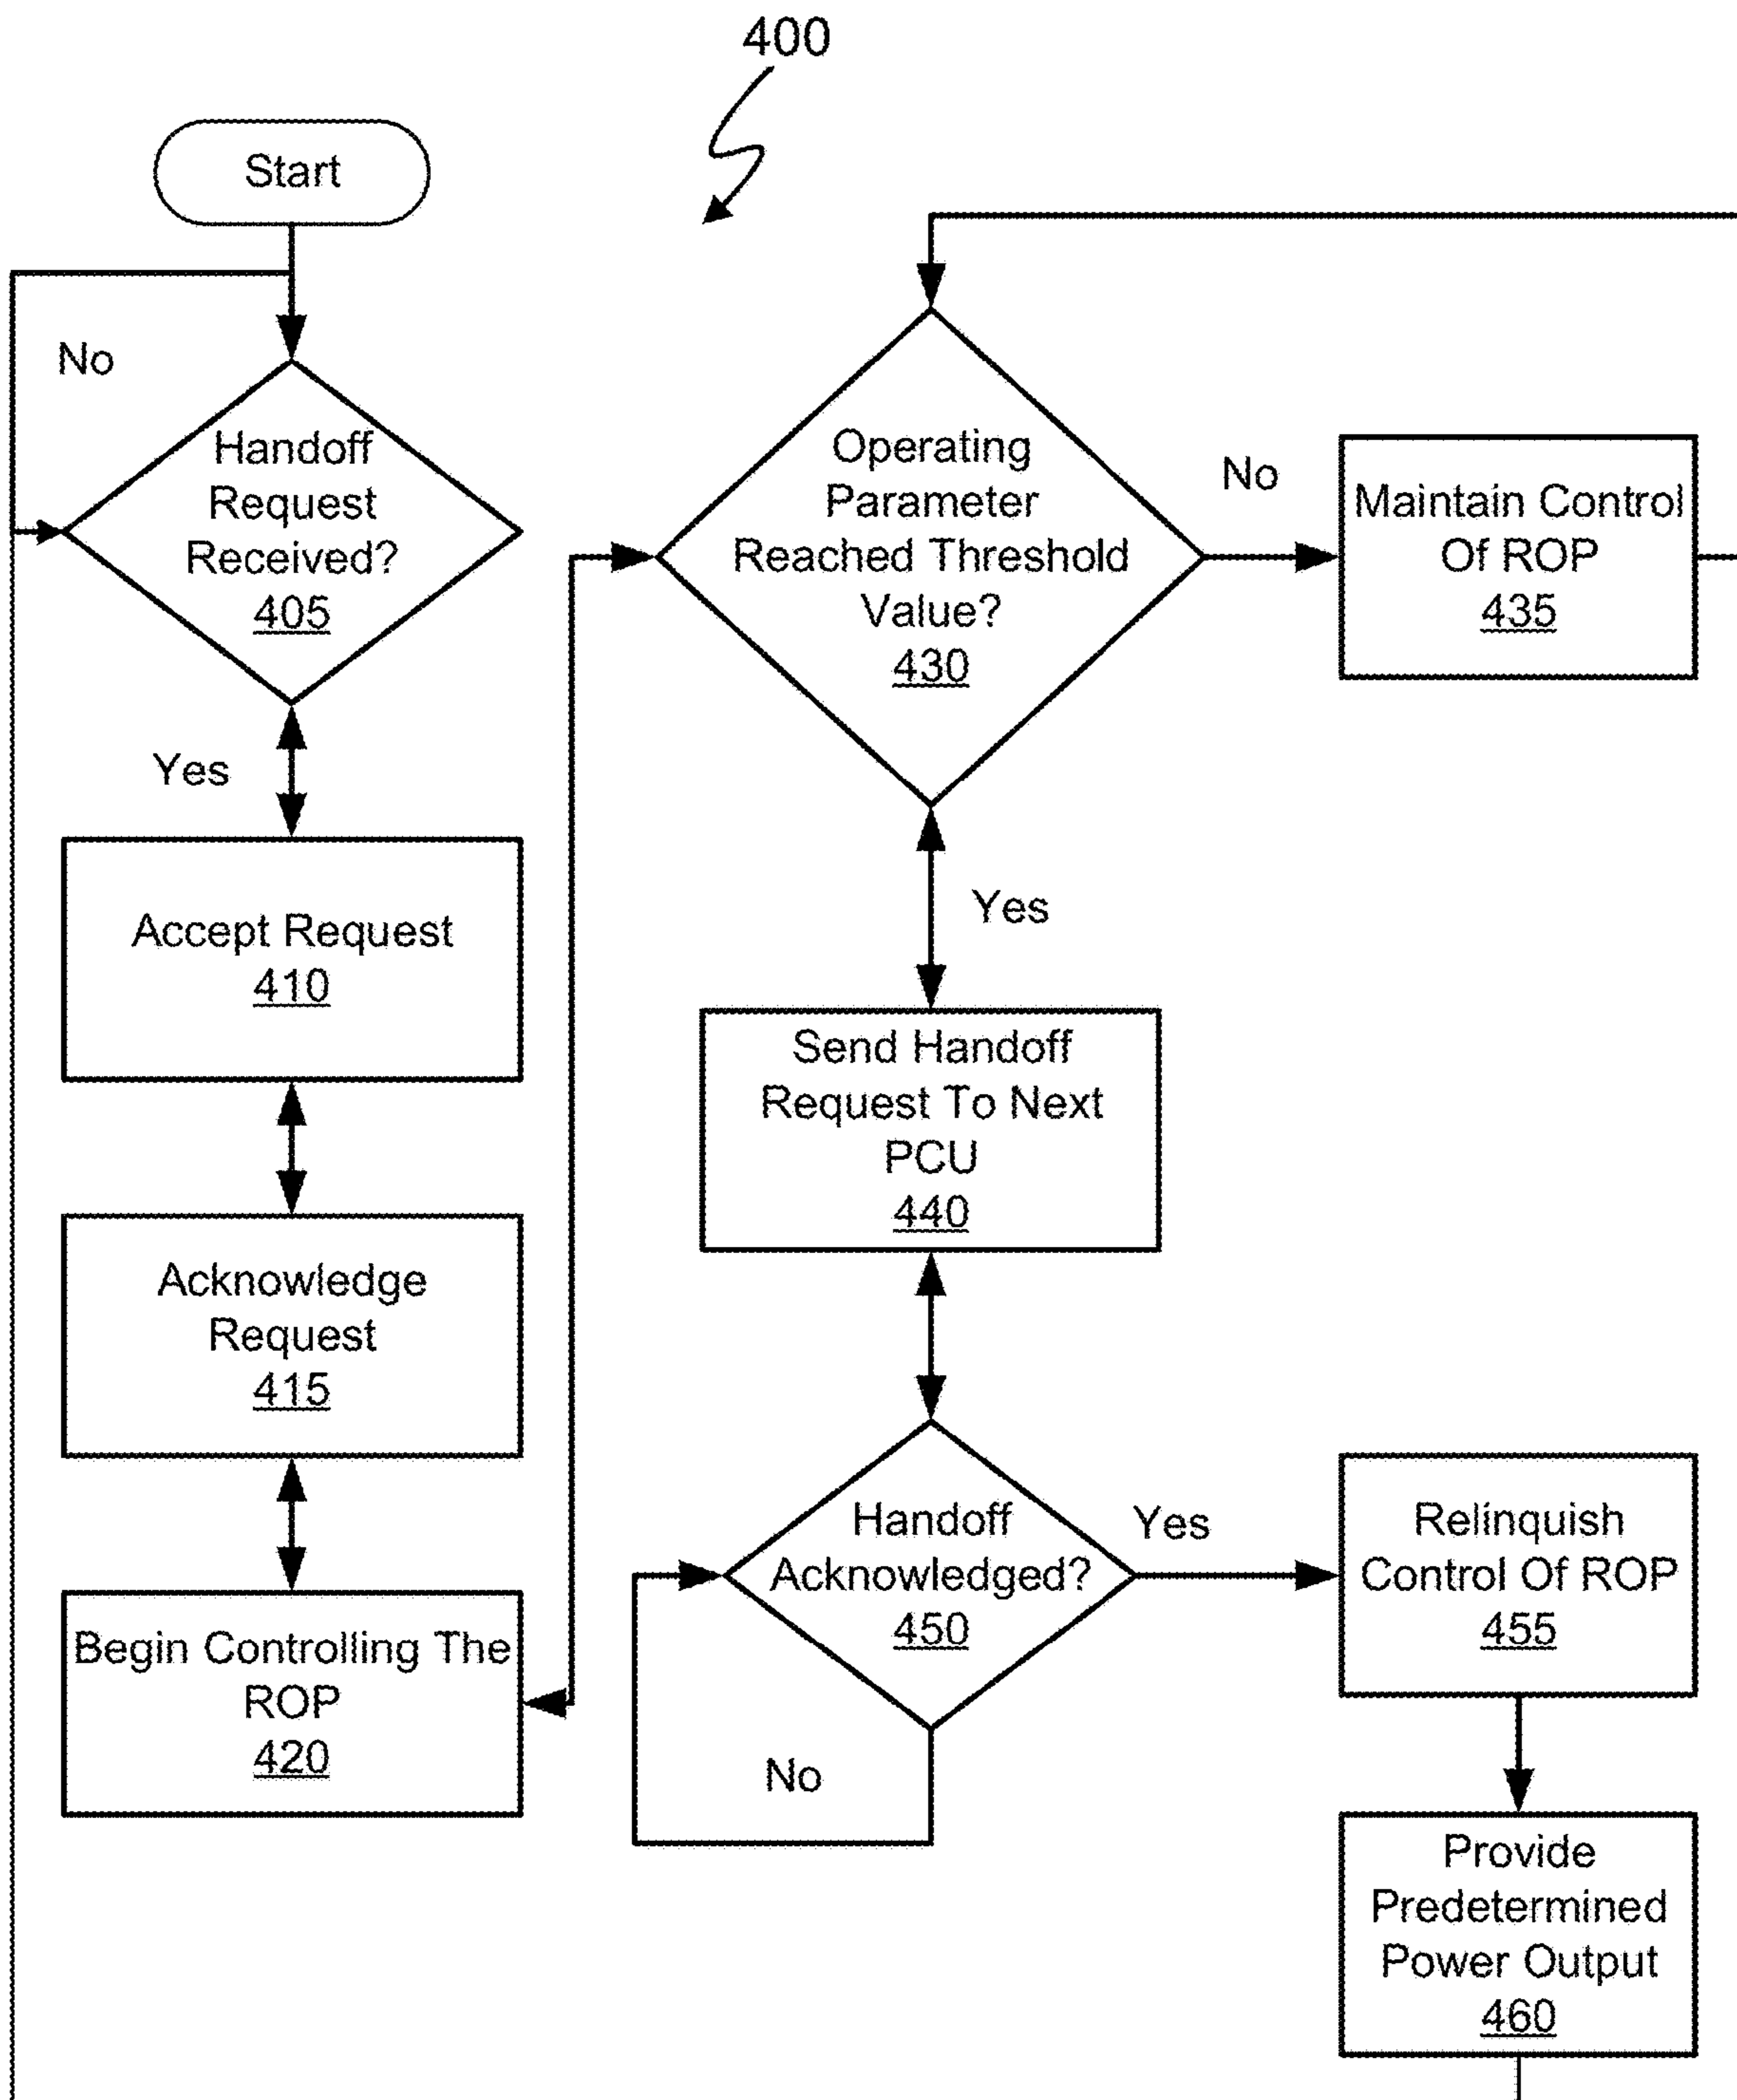 400
Start
No
Handoff
Request
Received?
405
Yes
Accept Request
410
Acknowledge
Request
415
Begin Controlling The
ROP
420
Operating
Parameter
Reached Threshold
Value?
430
No
Maintain Control
Of ROP
435
Yes
Send Handoff
Request To Next
PCU
440
Handoff
Acknowledged?
450
No
Yes
Relinquish
Control Of ROP
455
Provide
Predetermined
Power Output
460